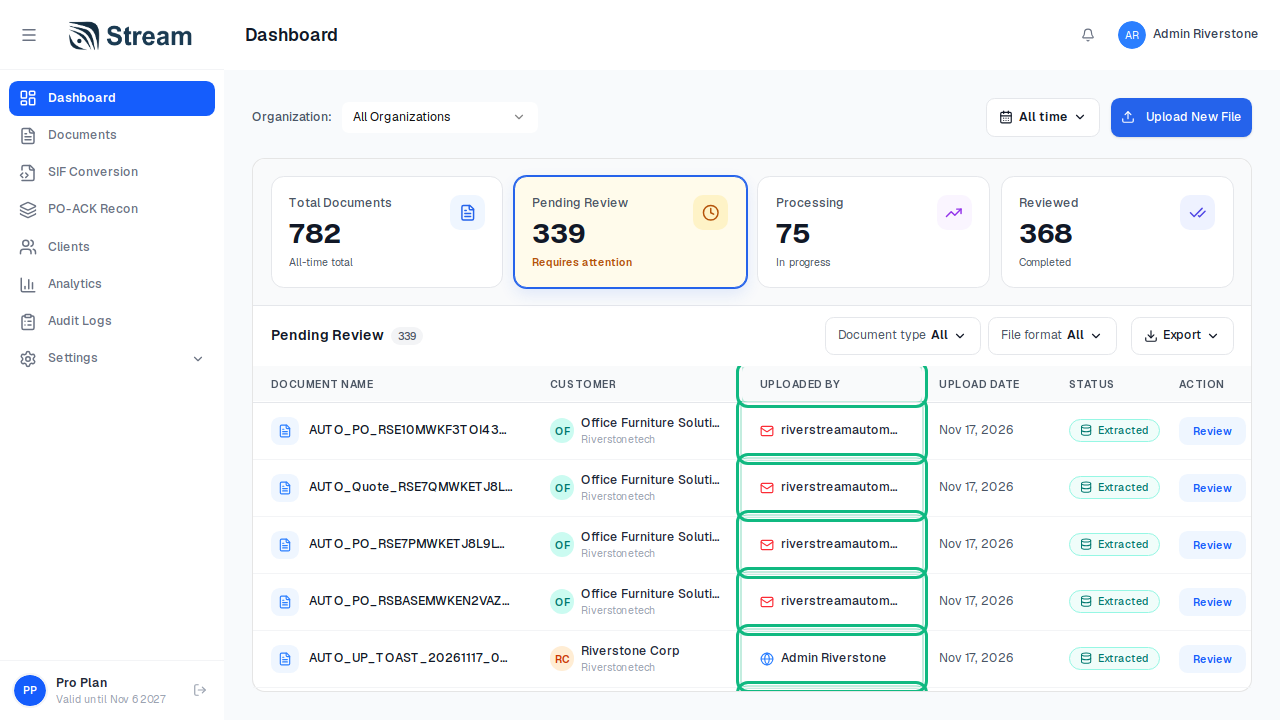 Stream
Dashboard
AR
Admin Riverstone
Dashboard
Documents
SIF Conversion
PO-ACK Recon
Clients
Analytics
Audit Logs
Settings
PP
Pro Plan
Valid until Nov 6 2027
Organization:
All Organizations
All time
Upload New File
Total Documents
782
All-time total
Pending Review
339
Requires attention
Processing
75
In progress
Reviewed
368
Completed
Pending Review 339
Document type All
File format All
Export
DOCUMENT NAME CUSTOMER UPLOADED BY UPLOAD DATE STATUS ACTION
AUTO_PO_RSE10MWKF3TOI43... OF Office Furniture Soluti... riverstreamautom... Nov 17, 2026 Extracted Review
Riverstonetech
AUTO_Quote_RSE7QMWKETJ8L... OF Office Furniture Soluti... riverstreamautom... Nov 17, 2026 Extracted Review
Riverstonetech
AUTO_PO_RSE7PMWKETJ8L9L... OF Office Furniture Soluti... riverstreamautom... Nov 17, 2026 Extracted Review
Riverstonetech
AUTO_PO_RSBASEMWKEN2VAZ... OF Office Furniture Soluti... riverstreamautom... Nov 17, 2026 Extracted Review
Riverstonetech
AUTO_UP_TOAST_20261117_0... RC Riverstone Corp Admin Riverstone Nov 17, 2026 Extracted Review
Riverstonetech